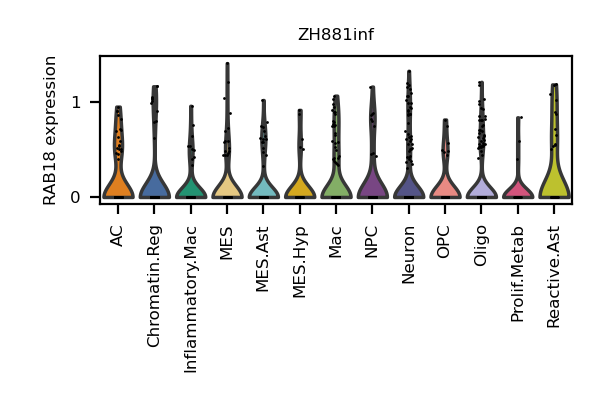 ZH881inf
RAB18 expression
1
0
AC
Chromatin.Reg
Inflammatory.Mac
MES
MES.Ast
MES.Hyp
Mac
NPC
Neuron
OPC
Oligo
Prolif.Metab
Reactive.Ast